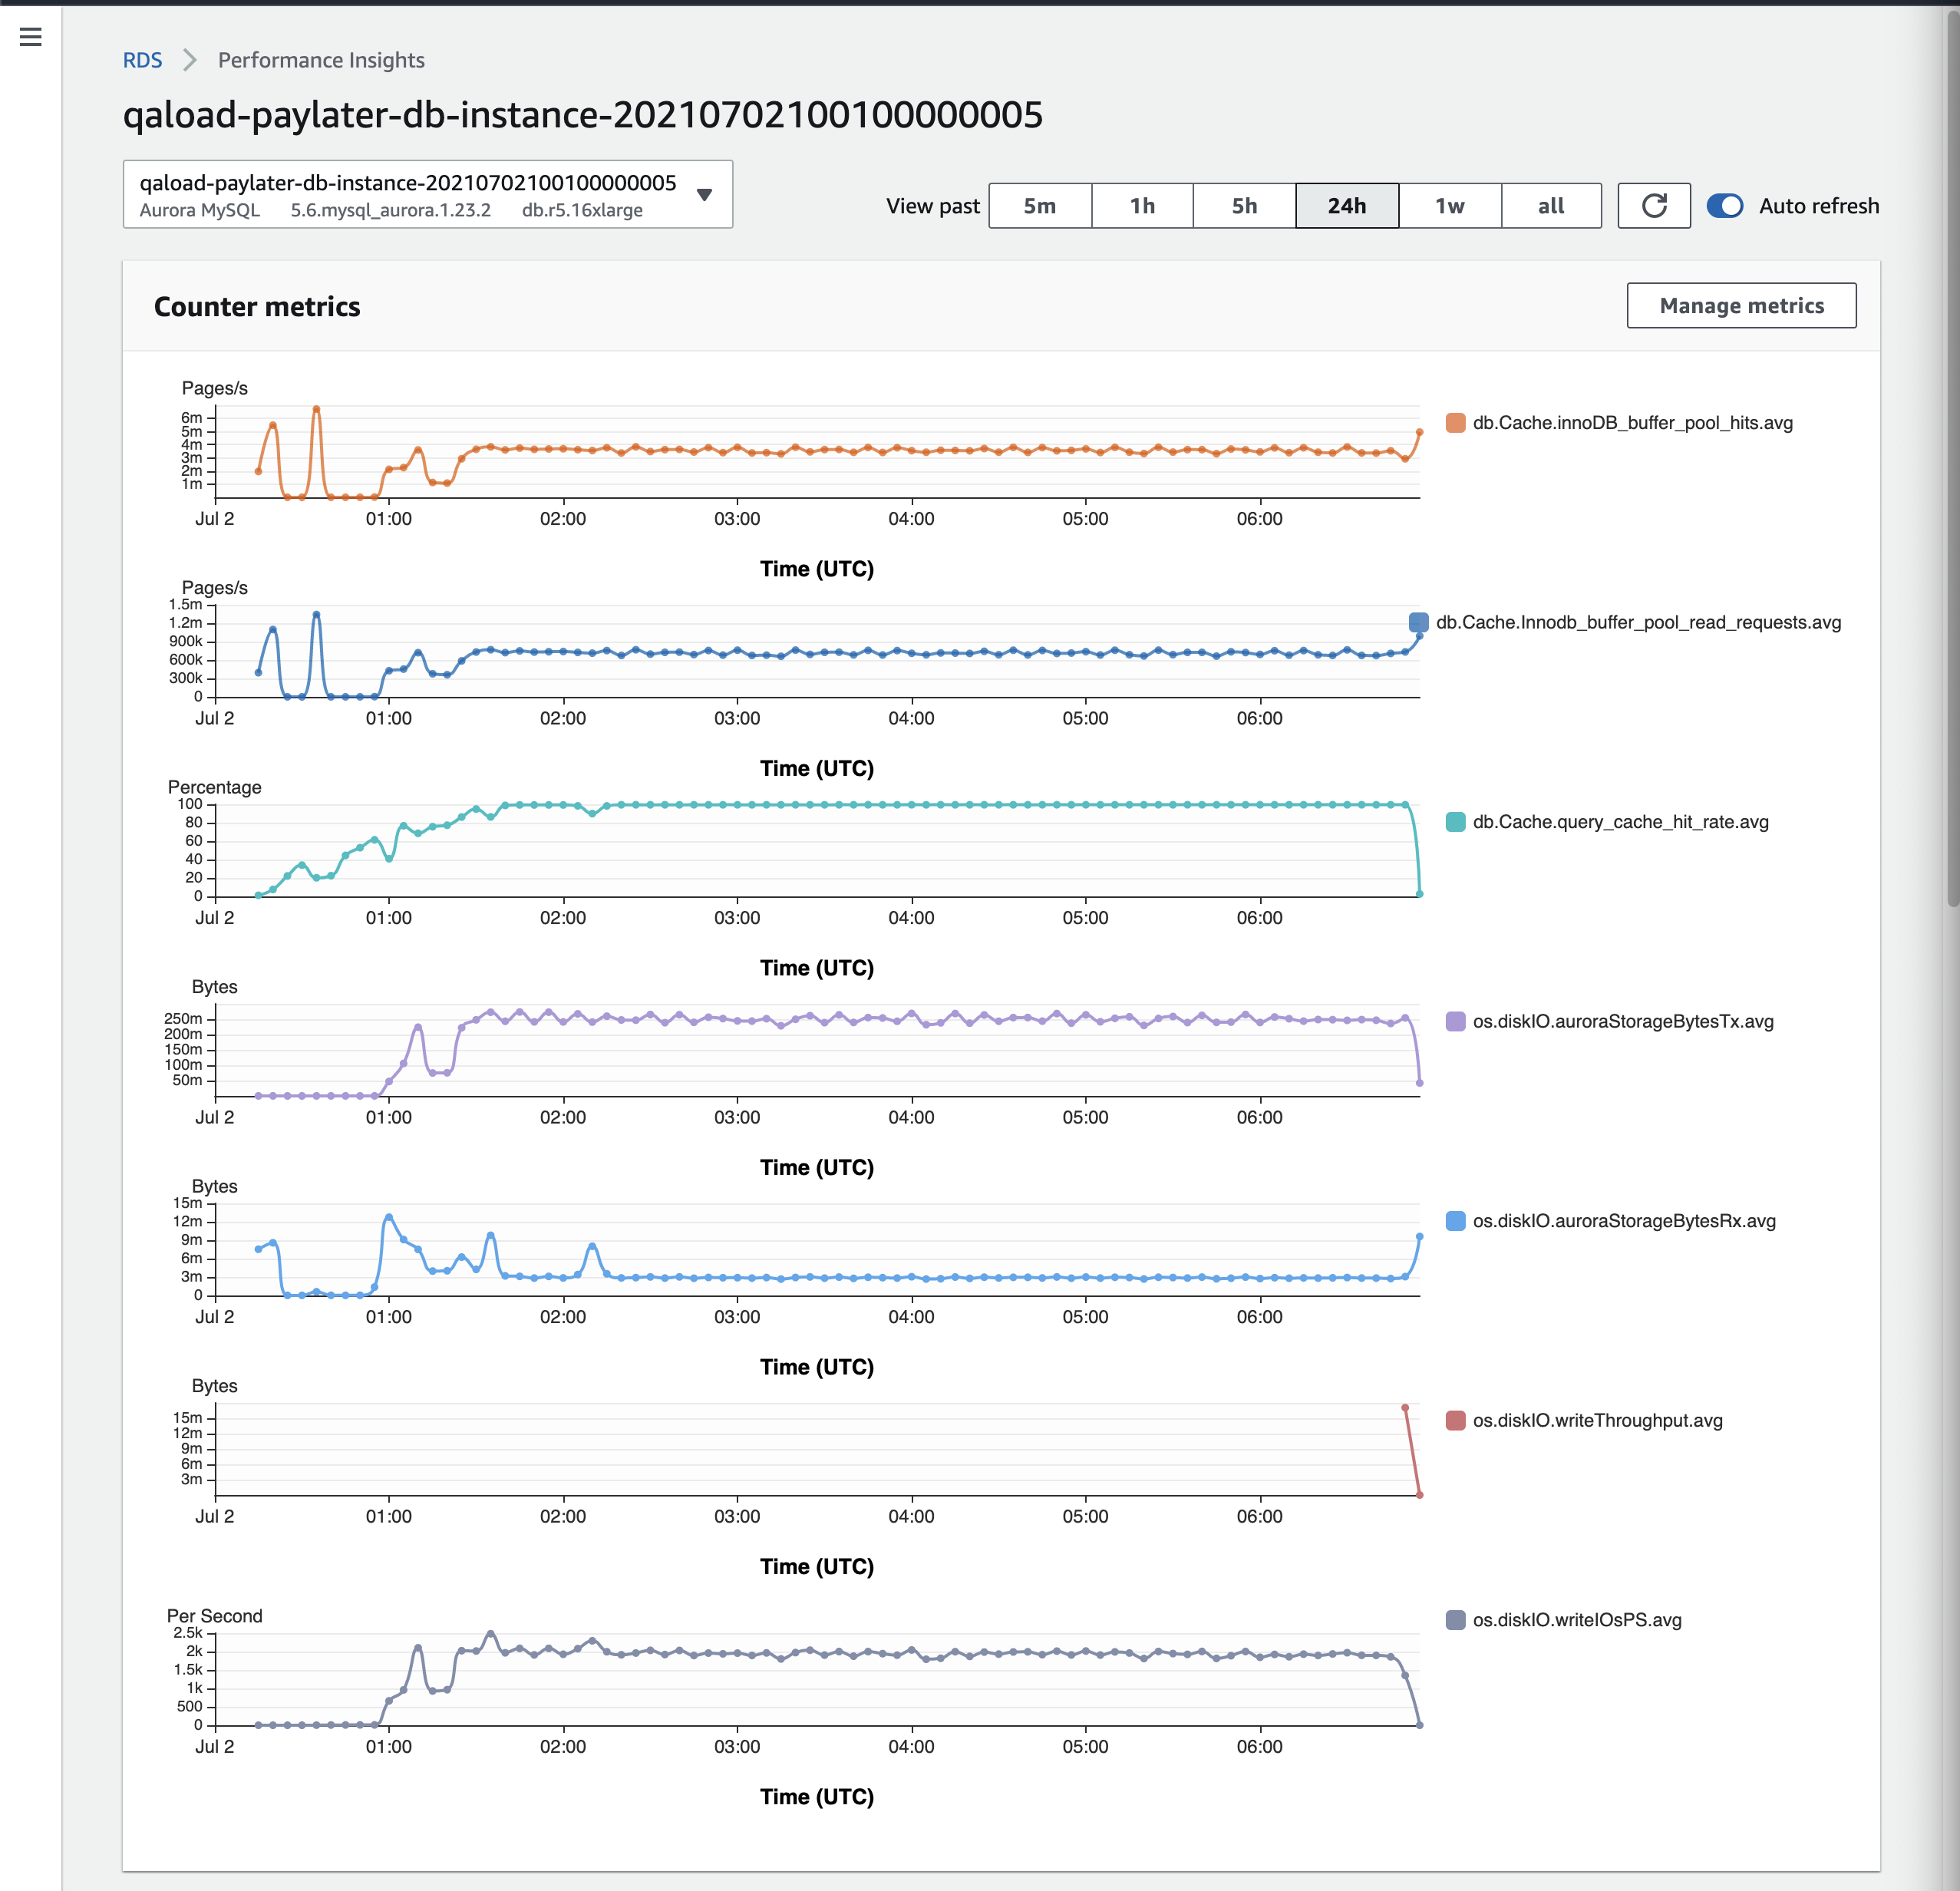 RDS > Performance Insights
qaload-paylater-db-instance-20210702100100000005
qaload-paylater-db-instance-20210702100100000005
Aurora MySQL 5.6.mysql_aurora.1.23.2 db.r5.16xlarge
View past 5m 1h 5h 24h 1w all Auto refresh
Counter metrics
Manage metrics
Pages/s
6m
5m
4m
3m
2m
1m
Jul 2 01:00 02:00 03:00 04:00 05:00 06:00
Time (UTC)
db.Cache.innoDB_buffer_pool_hits.avg
Pages/s
1.5m
1.2m
900k
600k
300k
0
Jul 2 01:00 02:00 03:00 04:00 05:00 06:00
Time (UTC)
db.Cache.Innodb_buffer_pool_read_requests.avg
Percentage
100
80
60
40
20
0
Jul 2 01:00 02:00 03:00 04:00 05:00 06:00
Time (UTC)
db.Cache.query_cache_hit_rate.avg
Bytes
250m
200m
150m
100m
50m
Jul 2 01:00 02:00 03:00 04:00 05:00 06:00
Time (UTC)
os.diskIO.auroraStorageBytesTx.avg
Bytes
15m
12m
9m
6m
3m
0
Jul 2 01:00 02:00 03:00 04:00 05:00 06:00
Time (UTC)
os.diskIO.auroraStorageBytesRx.avg
Bytes
15m
12m
9m
6m
3m
Jul 2 01:00 02:00 03:00 04:00 05:00 06:00
Time (UTC)
os.diskIO.writeThroughput.avg
Per Second
2.5k
2k
1.5k
1k
500
0
Jul 2 01:00 02:00 03:00 04:00 05:00 06:00
Time (UTC)
os.diskIO.writeIOsPS.avg